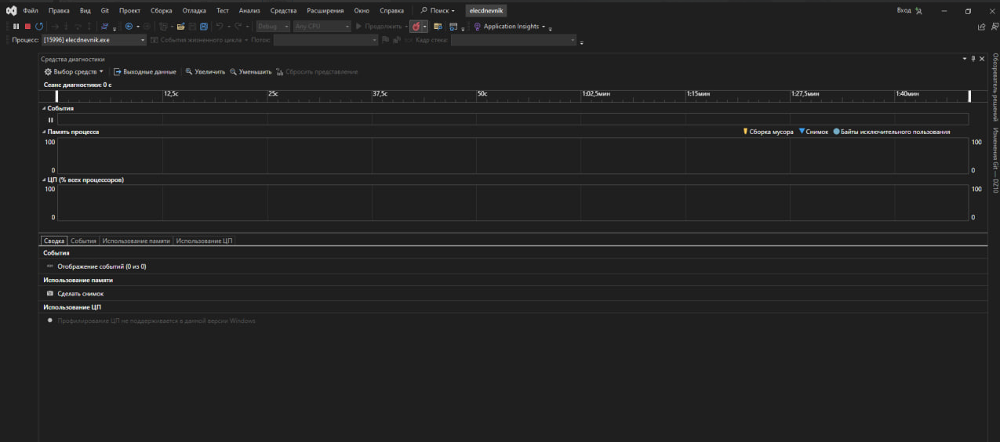 Файл Правка Вид Git Проект Сборка Отладка Тест Анализ Средства Расширения Окно Справка Поиск elecdnevnik Вход
Debug Any CPU Продолжить Application Insights
Процесс: [15996] elecdnevnik.exe События жизненного цикла Поток: Кадр стека:
Средства диагностики
Выбор средств Выходные данные Увеличить Уменьшить Сбросить представление
Сеанс диагностики: 0 с
12,5с 25с 37,5с 50с 1:02,5мин 1:15мин 1:27,5мин 1:40мин
События
Память процесса Сборка мусора Снимок Байты исключительного пользования
100 100
0 0
ЦП (% всех процессоров)
100 100
0 0
Сводка События Использование памяти Использование ЦП
События
Отображение событий (0 из 0)
Использование памяти
Сделать снимок
Использование ЦП
Профилирование ЦП не поддерживается в данной версии Windows
Обозреватель решений
Изменения Git — DZ10